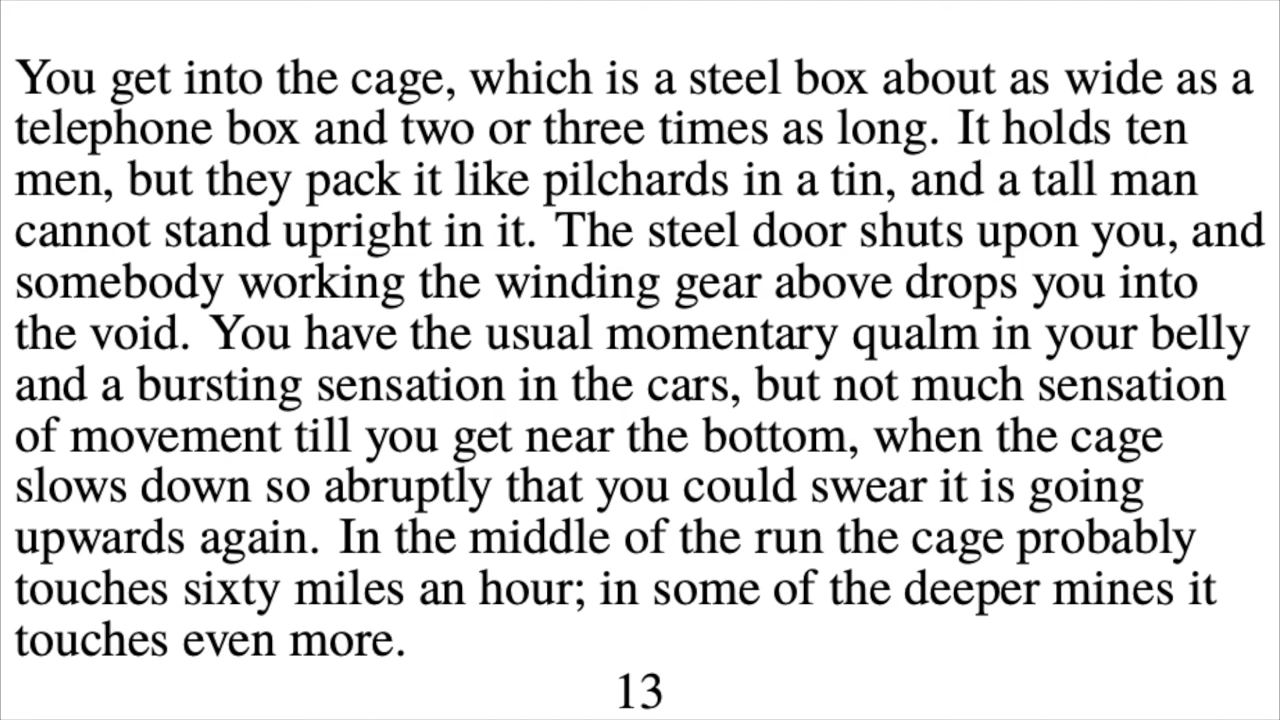 You get into the cage, which is a steel box about as wide as a
telephone box and two or three times as long. It holds ten
men, but they pack it like pilchards in a tin, and a tall man
cannot stand upright in it. The steel door shuts upon you, and
somebody working the winding gear above drops you into
the void. You have the usual momentary qualm in your belly
and a bursting sensation in the cars, but not much sensation
of movement till you get near the bottom, when the cage
slows down so abruptly that you could swear it is going
upwards again. In the middle of the run the cage probably
touches sixty miles an hour; in some of the deeper mines it
touches even more.
13